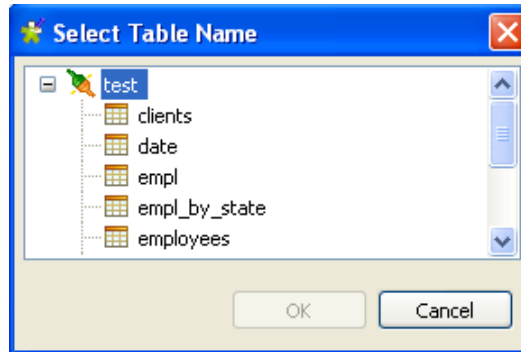 Select Table Name
test
clients
date
empl
empl_by_state
employees
OK Cancel